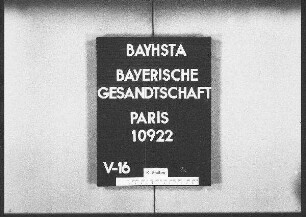 BAYHSTA
BAYERISCHE
GESANDTSCHAFT
PARIS
10922
V-16